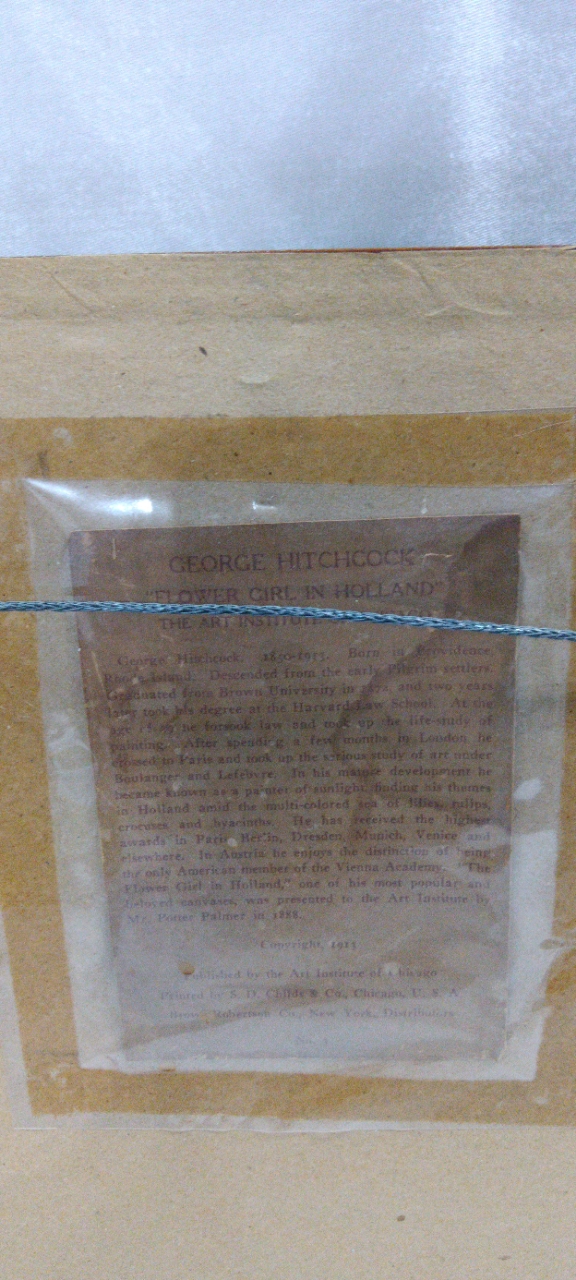 GEORGE HITCHCOCK
"FLOWER GIRL IN HOLLAND"
THE ART INSTITUTE
George Hitchcock. 1850-1913. Born in Providence,
Rhode Island. Descended from the early Pilgrim settlers.
Graduated from Brown University in 1872, and two years
later took his degree at the Harvard Law School. At the
age he forsook law and took up the life-study of
painting. After spending a few months in London he
crossed to Paris and took up the serious study of art under
Boulanger and Lefebvre. In his mature development he
became known as a painter of sunlight, finding his themes
in Holland amid the multi-colored sea of lilies, tulips,
crocuses and hyacinths. He has received the highest
awards in Paris, Berlin, Dresden, Munich, Venice and
elsewhere. In Austria he enjoys the distinction of being
the only American member of the Vienna Academy. "The
Flower Girl in Holland," one of his most popular and
beloved canvases, was presented to the Art Institute by
Mr. Potter Palmer in 1888.
Copyright, 1915
Published by the Art Institute of Chicago
Printed by S. D. Childs & Co., Chicago, U. S. A.
Robertson Co., New York, Distributors